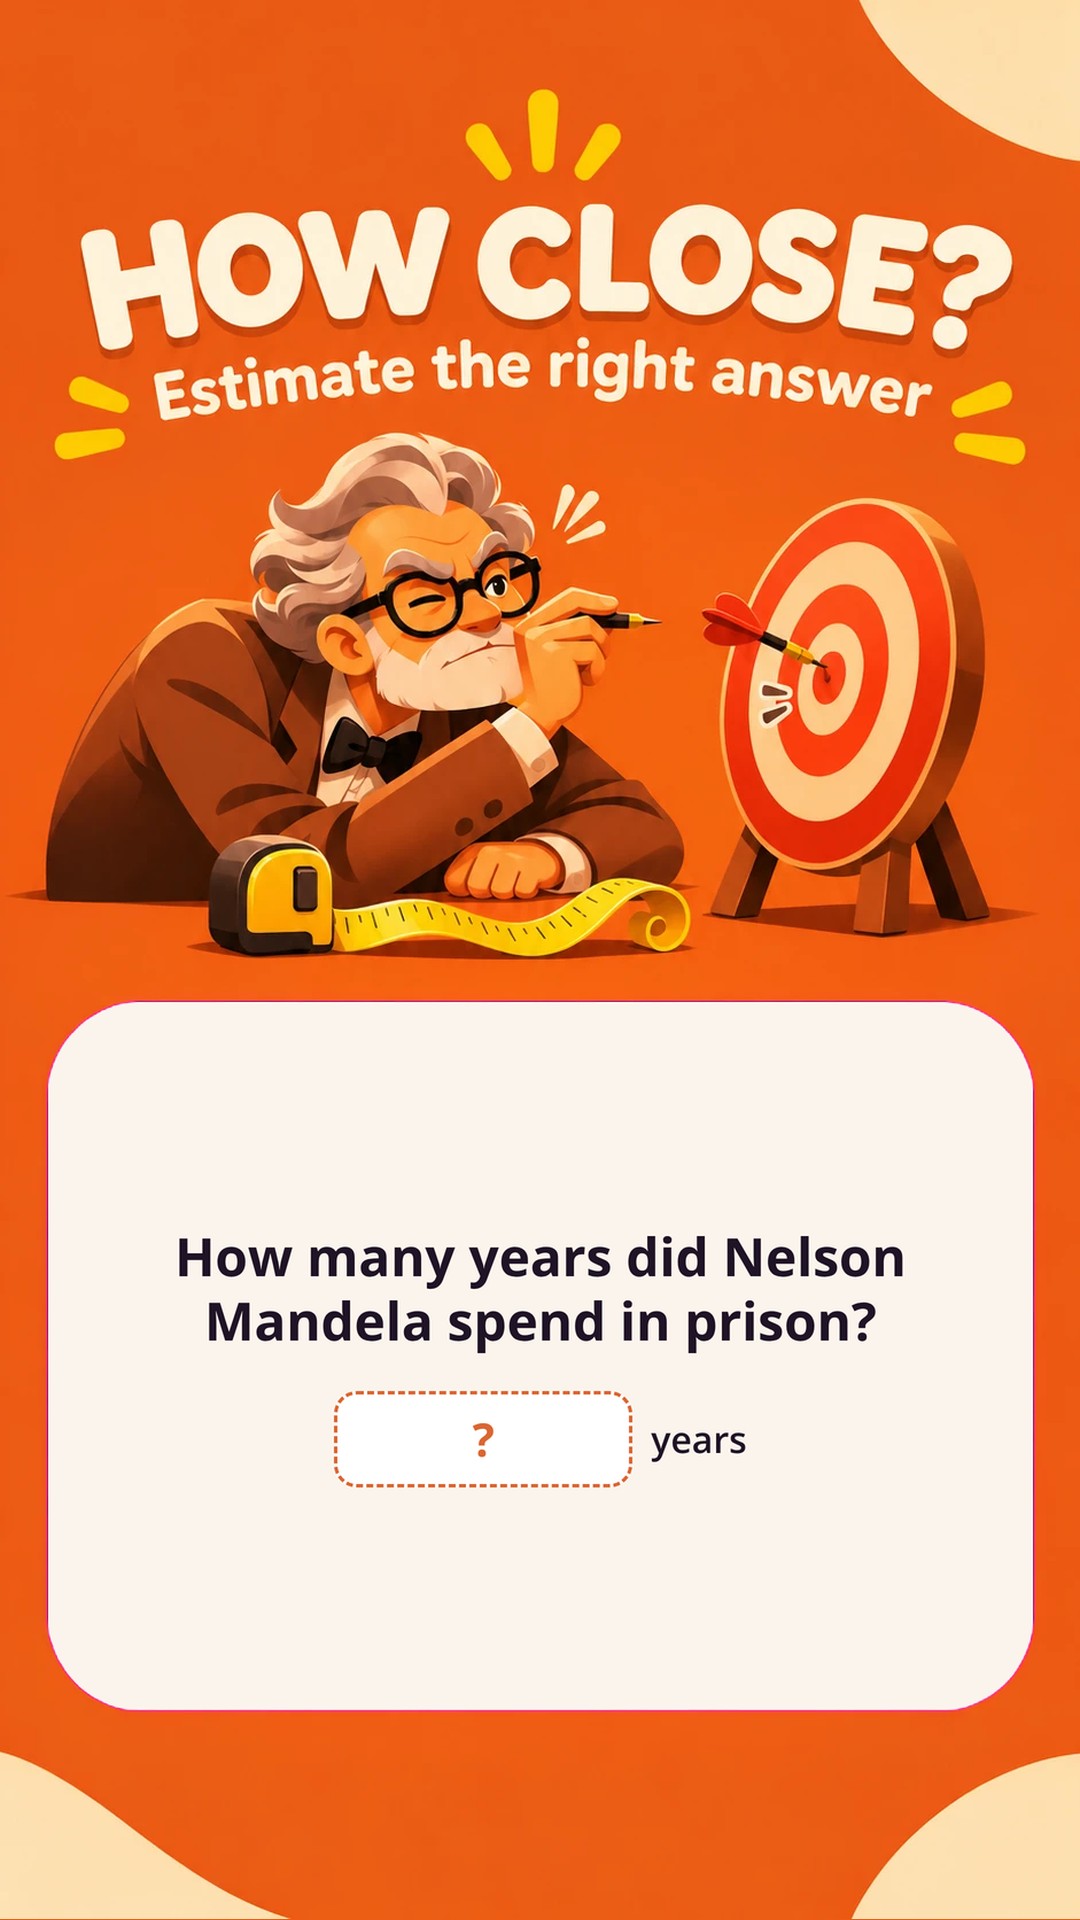 HOW CLOSE?
Estimate the right answer
How many years did Nelson
Mandela spend in prison?
? years